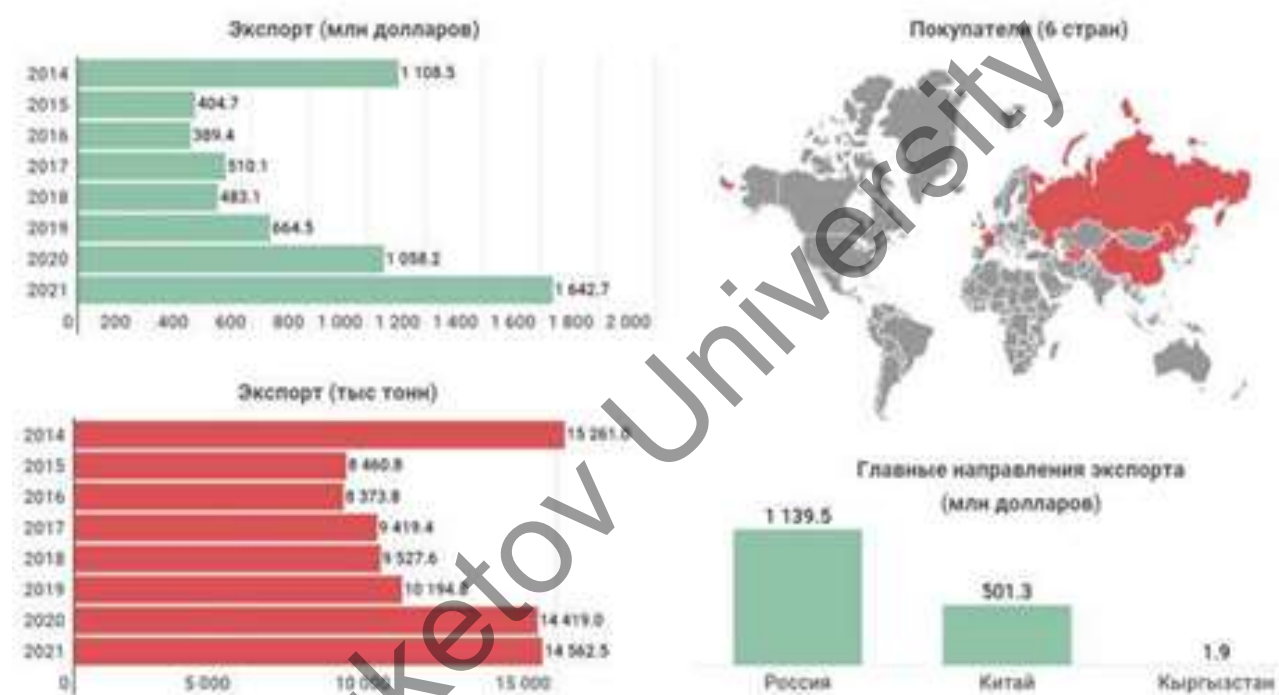 Экспорт (млн долларов)
2014 1 108.5
2015 404.7
2016 389.4
2017 510.1
2018 483.1
2019 664.5
2020 1 058.2
2021 1 642.7
0 200 400 600 800 1 000 1 200 1 400 1 600 1 800 2 000
Экспорт (тыс тонн)
2014 15 261.0
2015 8 460.8
2016 8 373.8
2017 9 419.4
2018 9 527.6
2019 10 194.8
2020 14 419.0
2021 14 562.5
0 5 000 10 000 15 000
Покупатели (6 стран)
Главные направления экспорта
(млн долларов)
1 139.5
501.3
1.9
Россия Китай Кыргызстан
ketov University